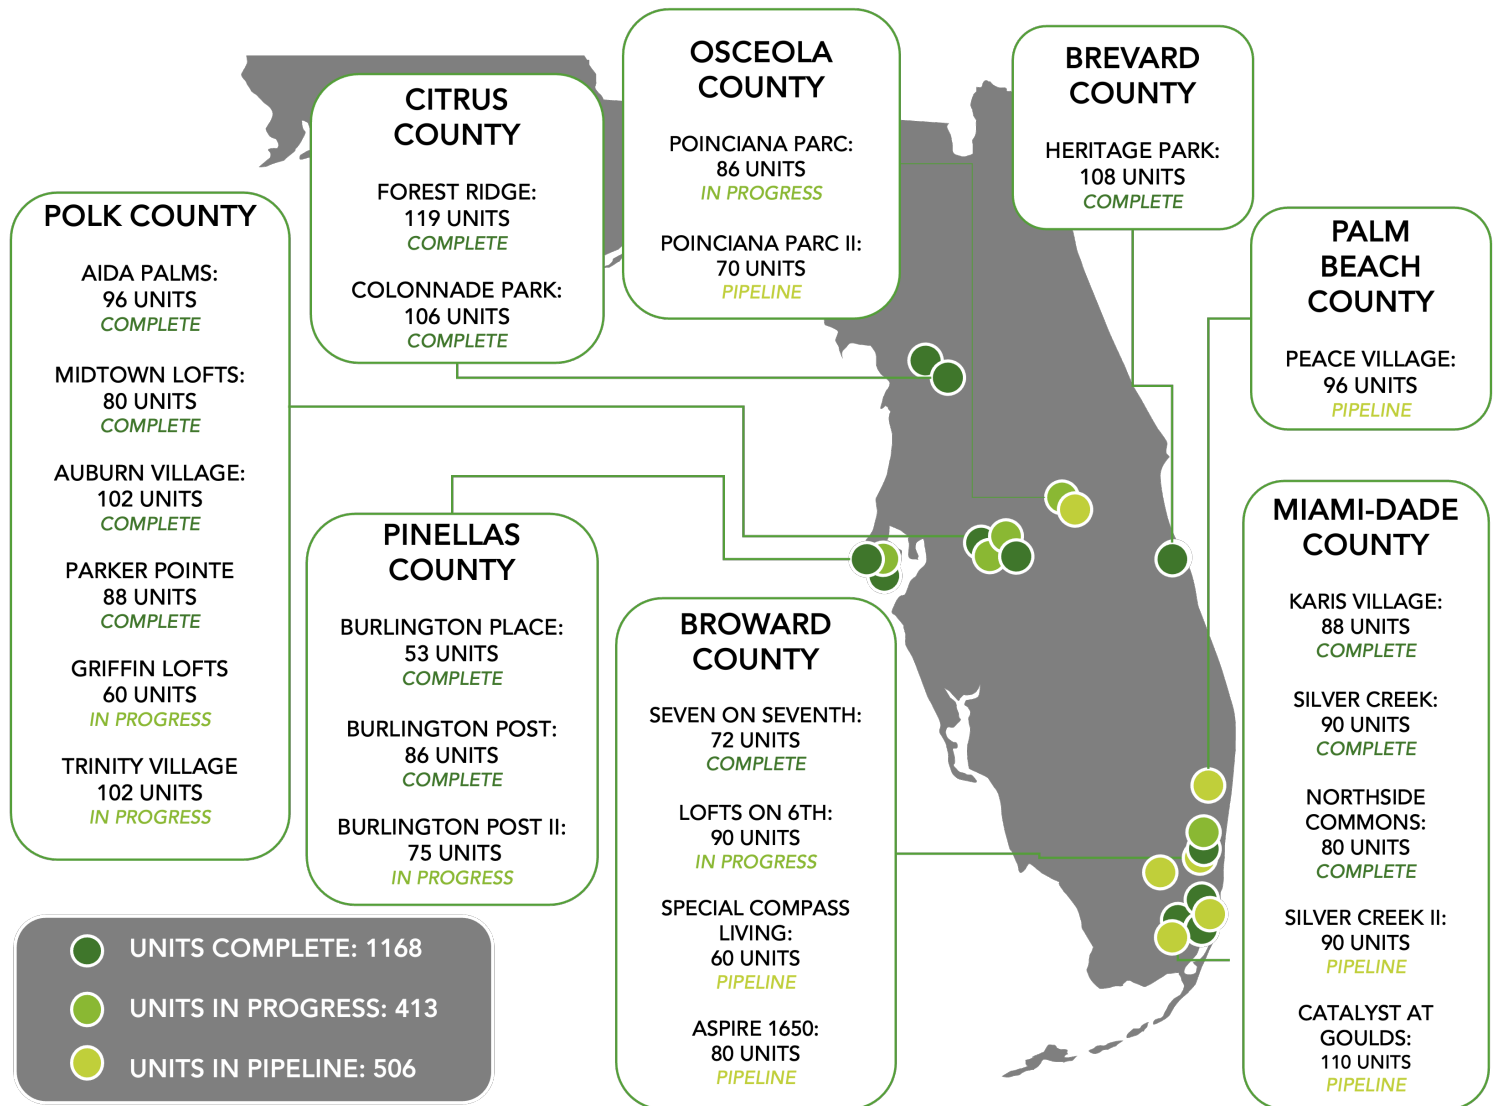 POLK COUNTY
AIDA PALMS:
96 UNITS
COMPLETE
MIDTOWN LOFTS:
80 UNITS
COMPLETE
AUBURN VILLAGE:
102 UNITS
COMPLETE
PARKER POINTE
88 UNITS
COMPLETE
GRIFFIN LOFTS
60 UNITS
IN PROGRESS
TRINITY VILLAGE
102 UNITS
IN PROGRESS
CITRUS
COUNTY
FOREST RIDGE:
119 UNITS
COMPLETE
COLONNADE PARK:
106 UNITS
COMPLETE
OSCEOLA
COUNTY
POINCIANA PARC:
86 UNITS
IN PROGRESS
POINCIANA PARC II:
70 UNITS
PIPELINE
BREVARD
COUNTY
HERITAGE PARK:
108 UNITS
COMPLETE
PALM
BEACH
COUNTY
PEACE VILLAGE:
96 UNITS
PIPELINE
PINELLAS
COUNTY
BURLINGTON PLACE:
53 UNITS
COMPLETE
BURLINGTON POST:
86 UNITS
COMPLETE
BURLINGTON POST II:
75 UNITS
IN PROGRESS
BROWARD
COUNTY
SEVEN ON SEVENTH:
72 UNITS
COMPLETE
LOFTS ON 6TH:
90 UNITS
IN PROGRESS
SPECIAL COMPASS
LIVING:
60 UNITS
PIPELINE
ASPIRE 1650:
80 UNITS
PIPELINE
MIAMI-DADE
COUNTY
KARIS VILLAGE:
88 UNITS
COMPLETE
SILVER CREEK:
90 UNITS
COMPLETE
NORTHSIDE
COMMONS:
80 UNITS
COMPLETE
SILVER CREEK II:
90 UNITS
PIPELINE
CATALYST AT
GOULDS:
110 UNITS
PIPELINE
UNITS COMPLETE: 1168
UNITS IN PROGRESS: 413
UNITS IN PIPELINE: 506